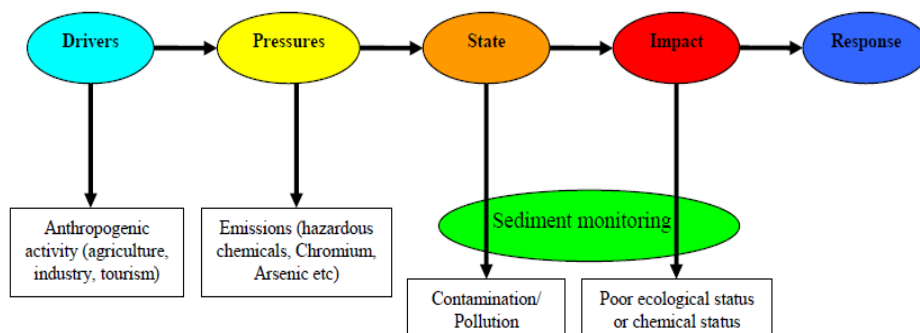 Drivers
Pressures
State
Impact
Response
Sediment monitoring
Anthropogenic
activity (agriculture,
industry, tourism)
Emissions (hazardous
chemicals, Chromium,
Arsenic etc)
Contamination/
Pollution
Poor ecological status
or chemical status